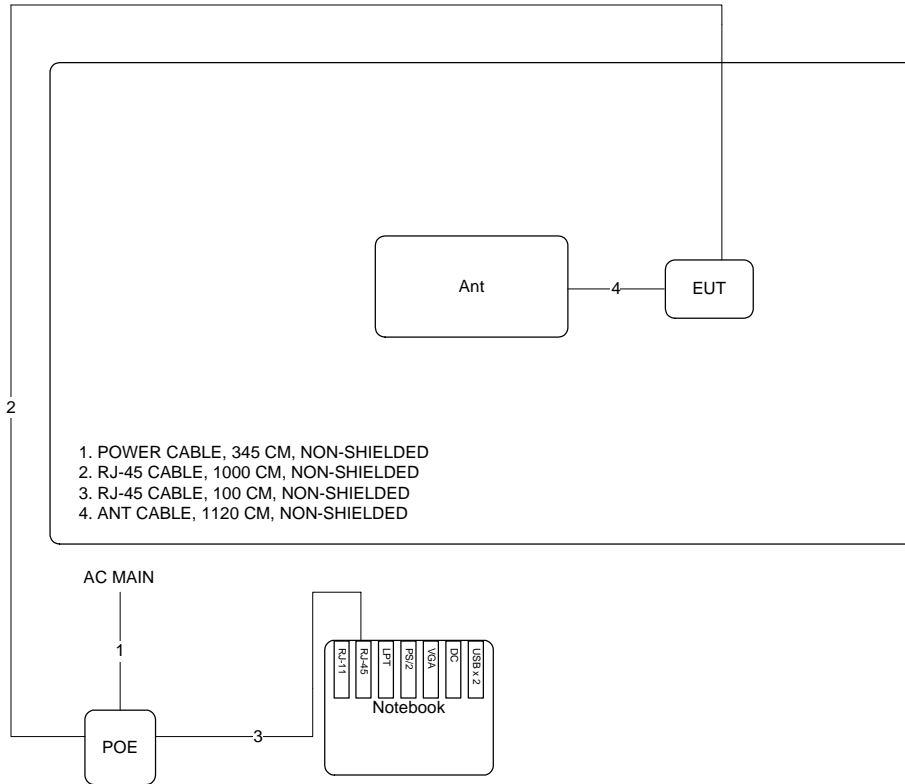 Ant
4
EUT
2
1. POWER CABLE, 345 CM, NON-SHIELDED
2. RJ-45 CABLE, 1000 CM, NON-SHIELDED
3. RJ-45 CABLE, 100 CM, NON-SHIELDED
4. ANT CABLE, 1120 CM, NON-SHIELDED
AC MAIN
1
RJ-11
RJ-45
LPT
PS/2
VGA
DC
USB x 2
Notebook
3
POE